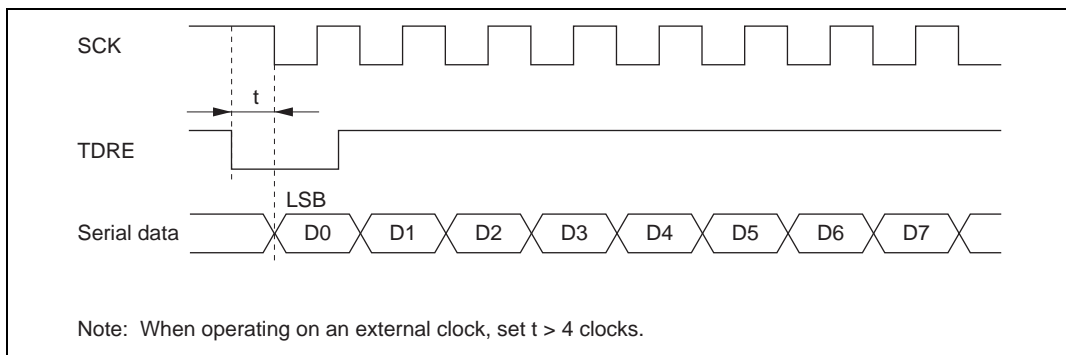 SCK
t
TDRE
LSB
Serial data D0 D1 D2 D3 D4 D5 D6 D7
Note: When operating on an external clock, set t > 4 clocks.